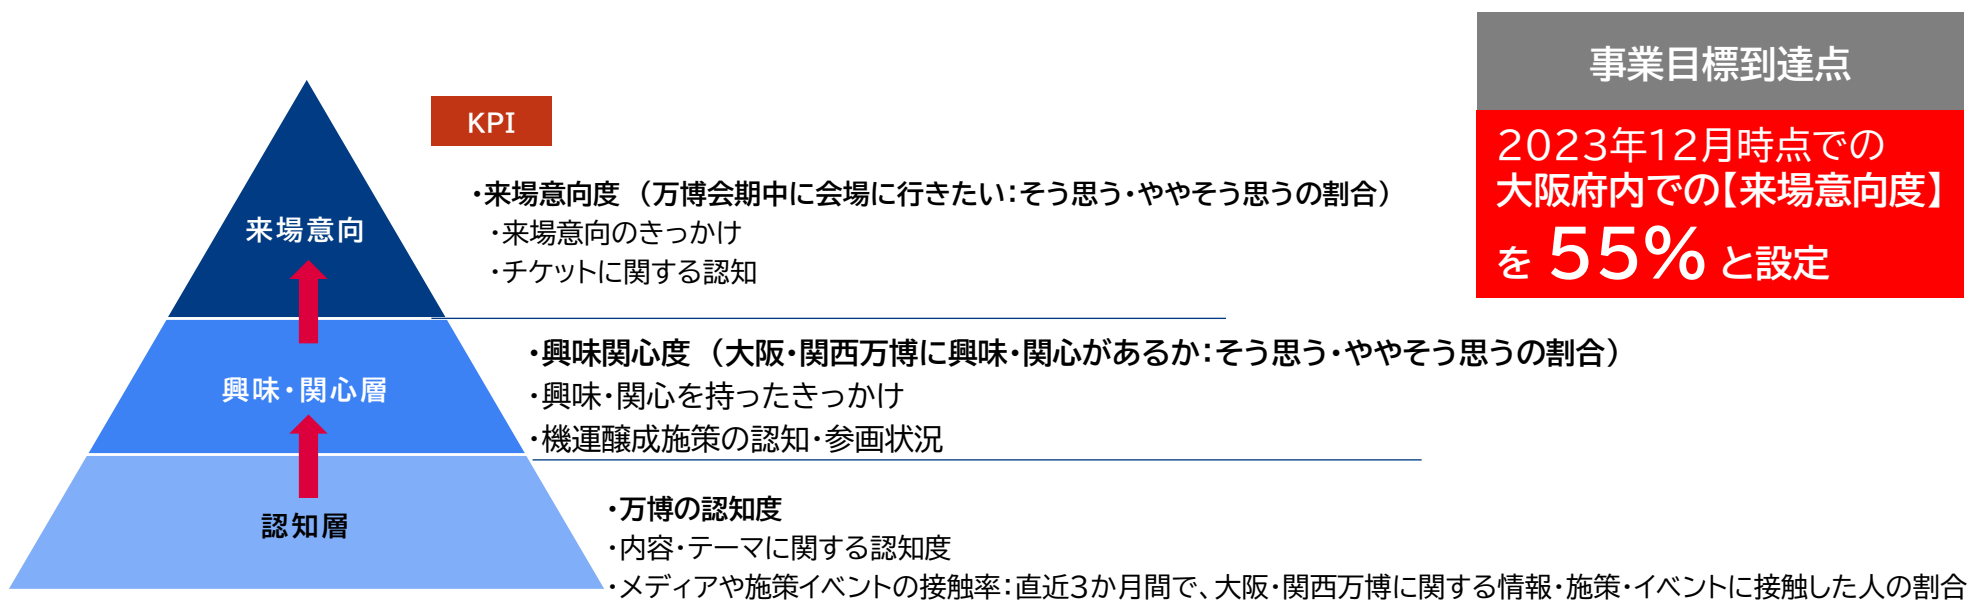 事業目標到達点
2023年12月時点での
大阪府内での【来場意向度】
を 55% と設定
KPI
来場意向
・来場意向度 (万博会期中に会場に行きたい:そう思う・ややそう思うの割合)
・来場意向のきっかけ
・チケットに関する認知
興味・関心層
・興味関心度 (大阪・関西万博に興味・関心があるか:そう思う・ややそう思うの割合)
・興味・関心を持ったきっかけ
・機運醸成施策の認知・参画状況
認知層
・万博の認知度
・内容・テーマに関する認知度
・メディアや施策イベントの接触率:直近3か月間で、大阪・関西万博に関する情報・施策・イベントに接触した人の割合